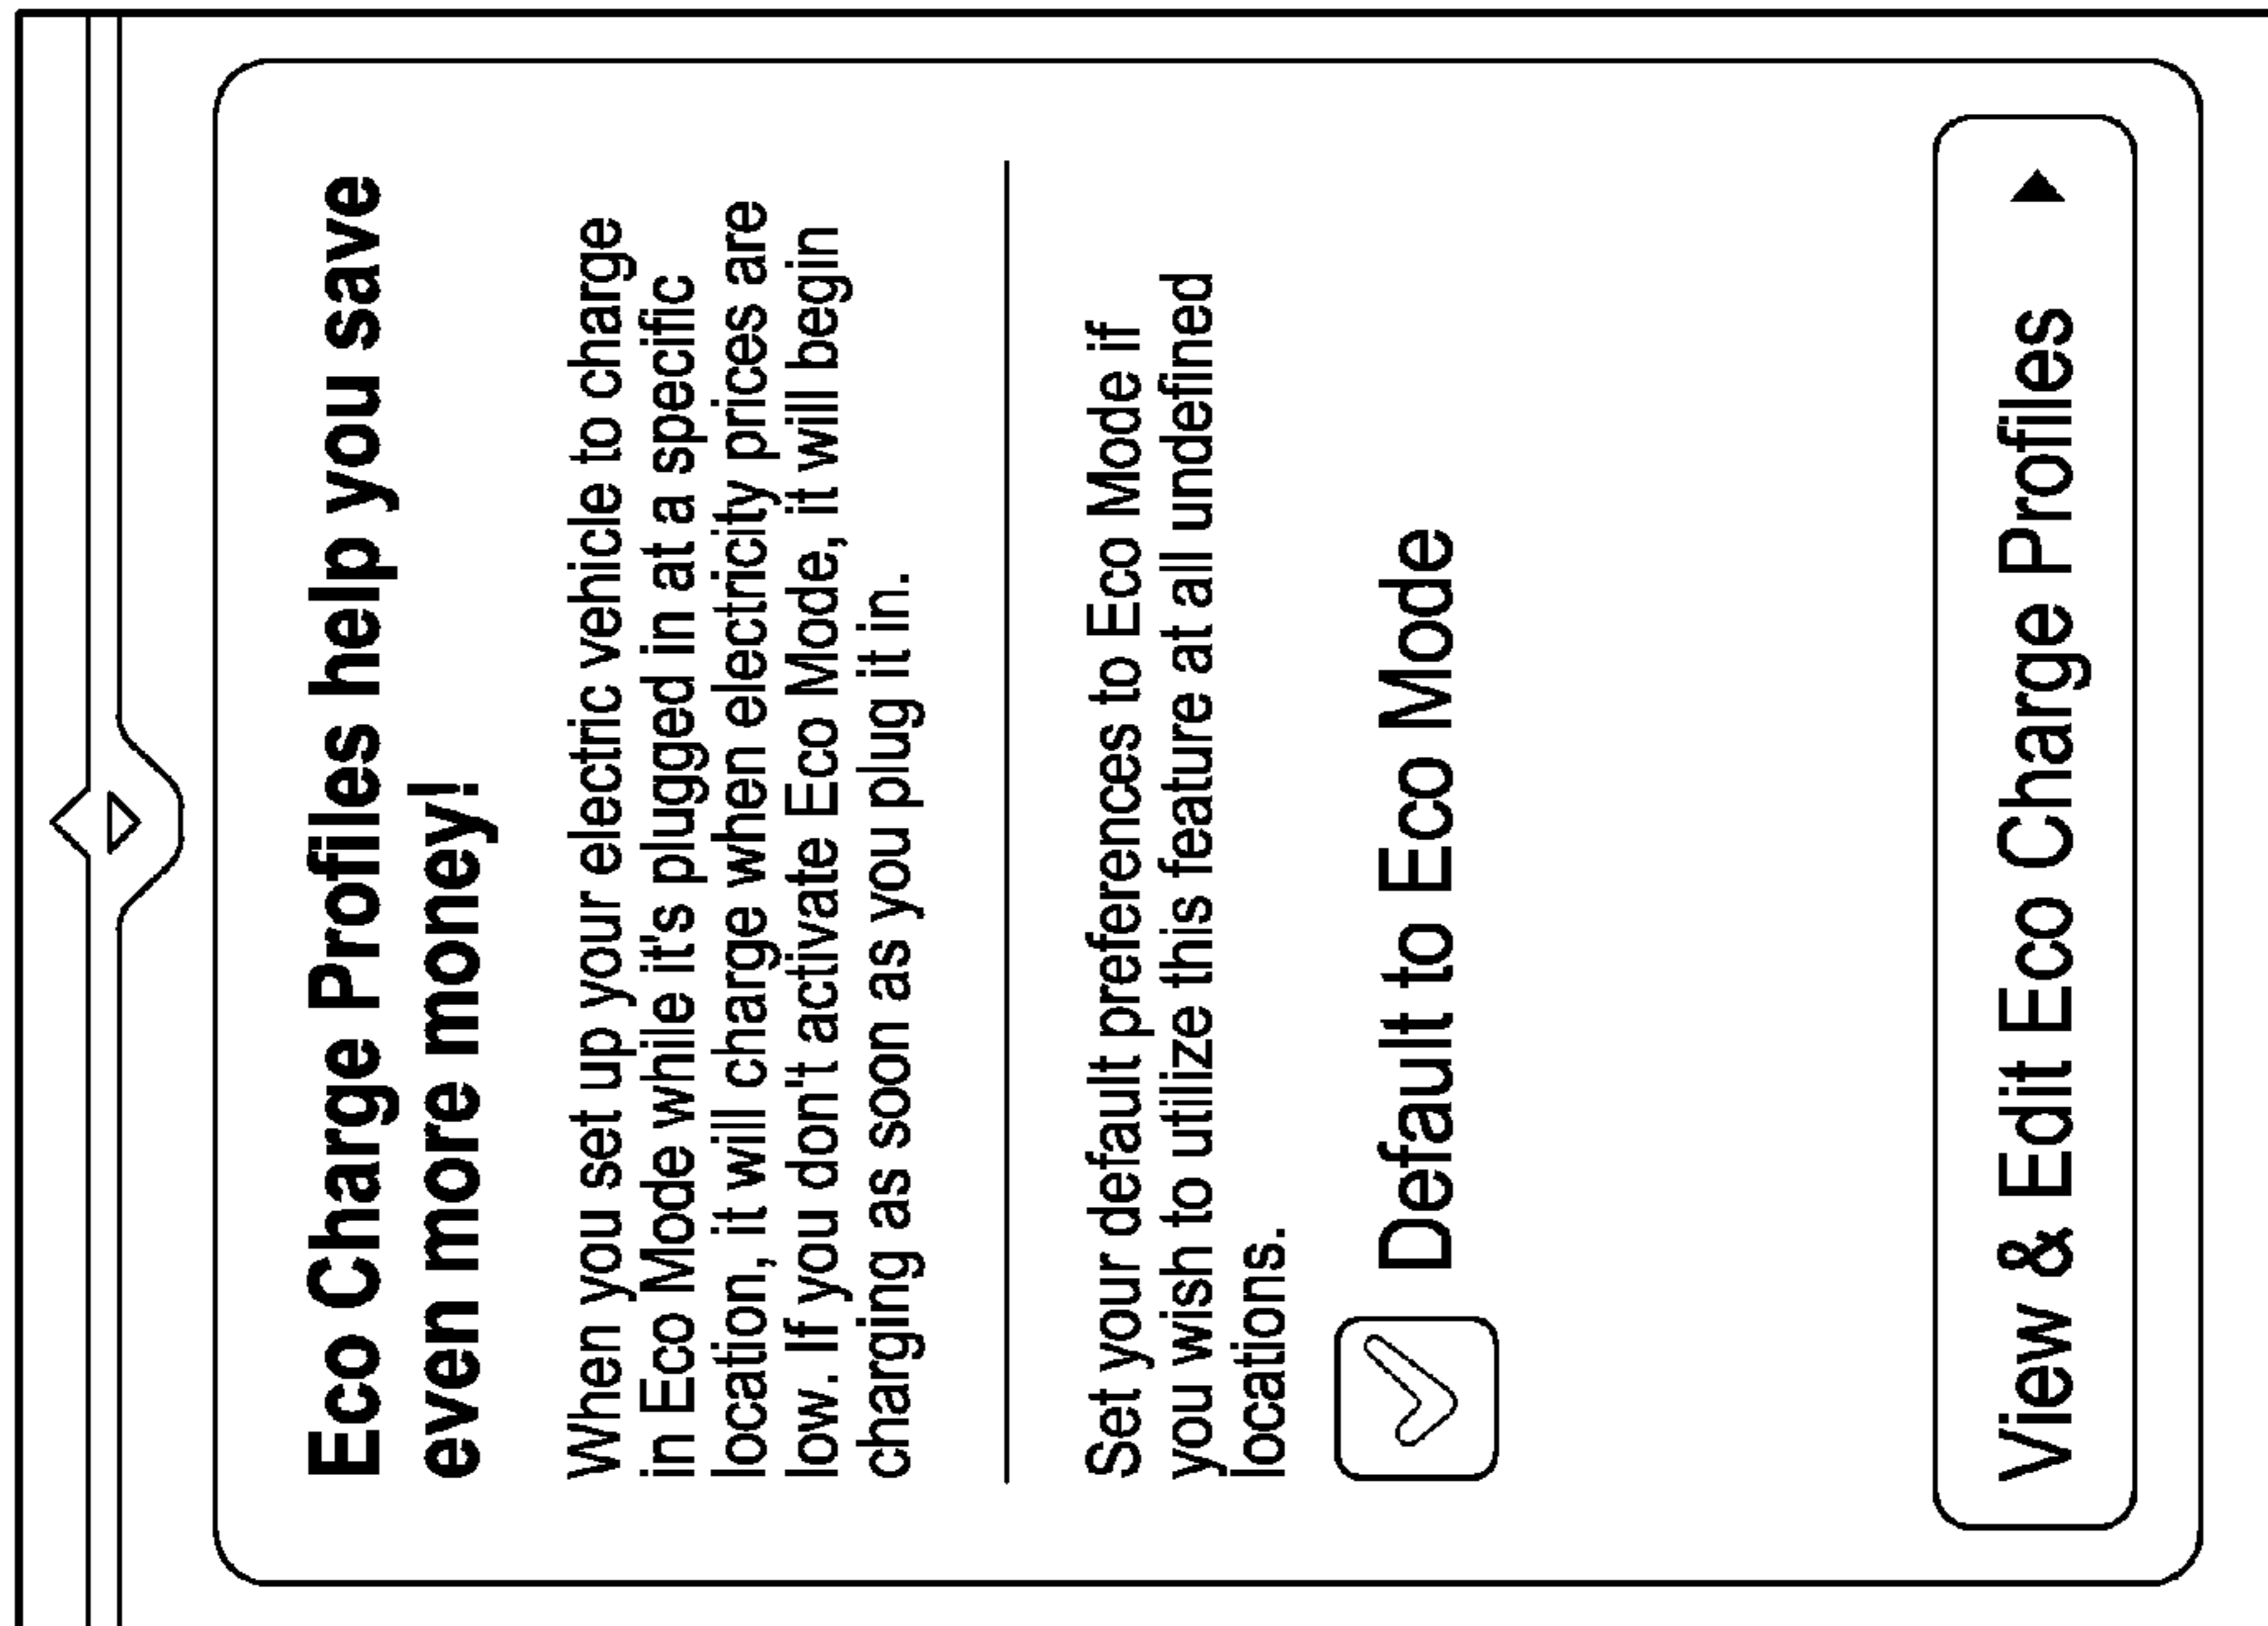 Eco Charge Profiles help you save
even more money!
When you set up your electric vehicle to charge
in Eco Mode while it's plugged in at a specific
location, it will charge when electricity prices are
low. If you don't activate Eco Mode, it will begin
charging as soon as you plug it in.
Set your default preferences to Eco Mode if
you wish to utilize this feature at all undefined
locations.
Default to Eco Mode
View & Edit Eco Charge Profiles